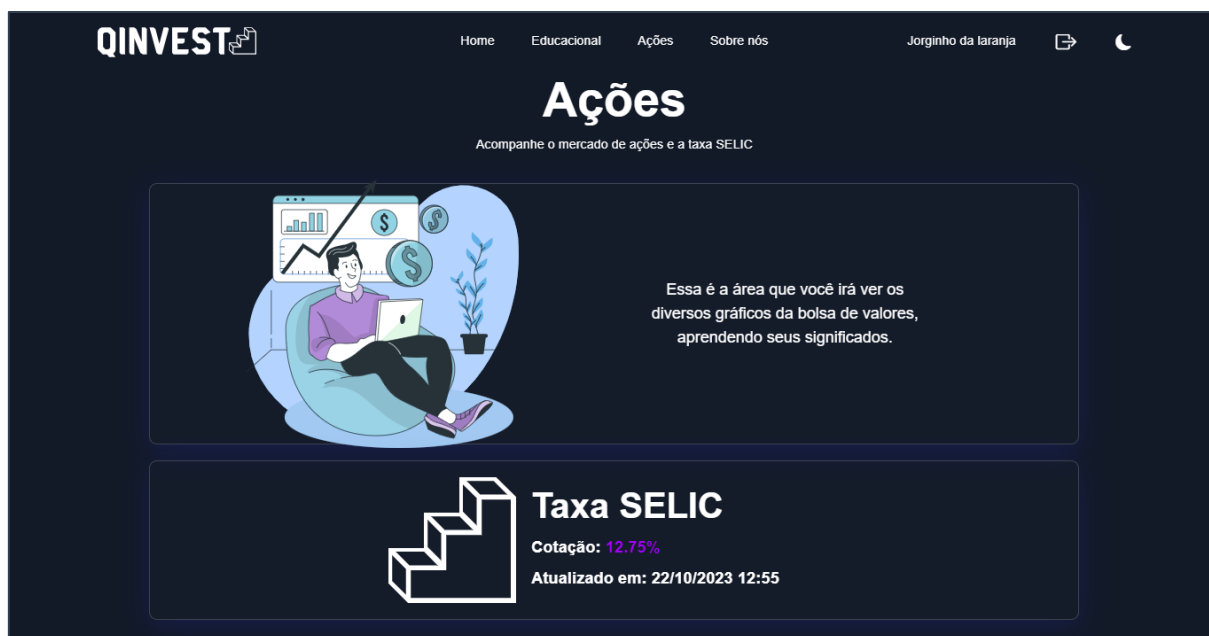 QINVEST
Home Educacional Ações Sobre nós Jorginho da laranja
Ações
Acompanhe o mercado de ações e a taxa SELIC
$ $
$
Essa é a área que você irá ver os
diversos gráficos da bolsa de valores,
aprendendo seus significados.
Taxa SELIC
Cotação: 12.75%
Atualizado em: 22/10/2023 12:55